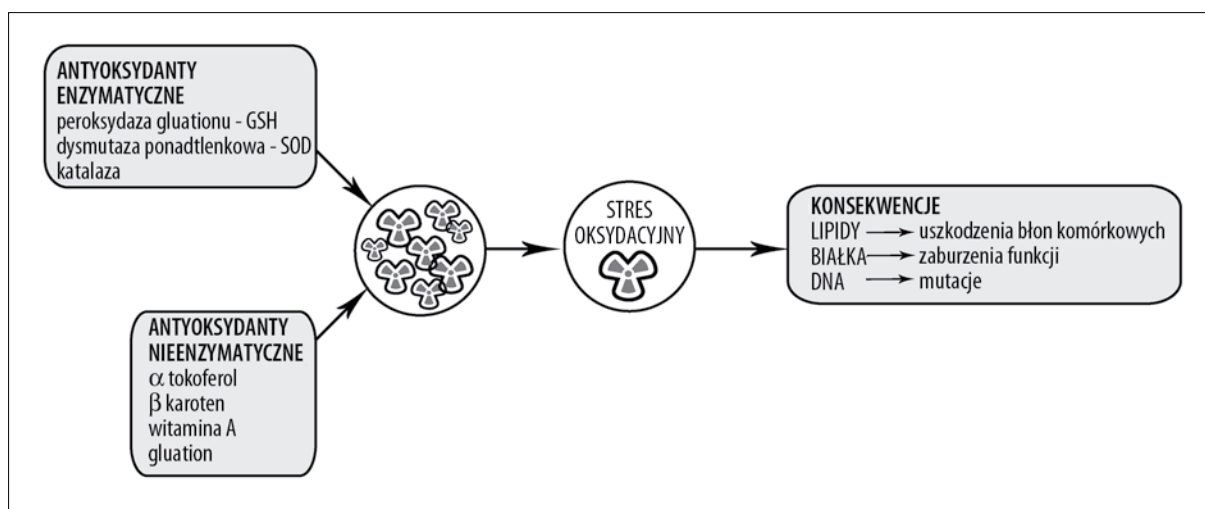 ANTYOKSYDANTY
ENZYMATYCZNE
peroksydaza gluationu - GSH
dysmutaza ponadtlenkowa - SOD
katalaza
ANTYOKSYDANTY
NIEENZYMATYCZNE
α tokoferol
β karoten
witamina A
gluation
STRES
OKSYDACYJNY
KONSEKWENCJE
LIPIDY → uszkodzenia błon komórkowych
BIAŁKA → zaburzenia funkcji
DNA → mutacje